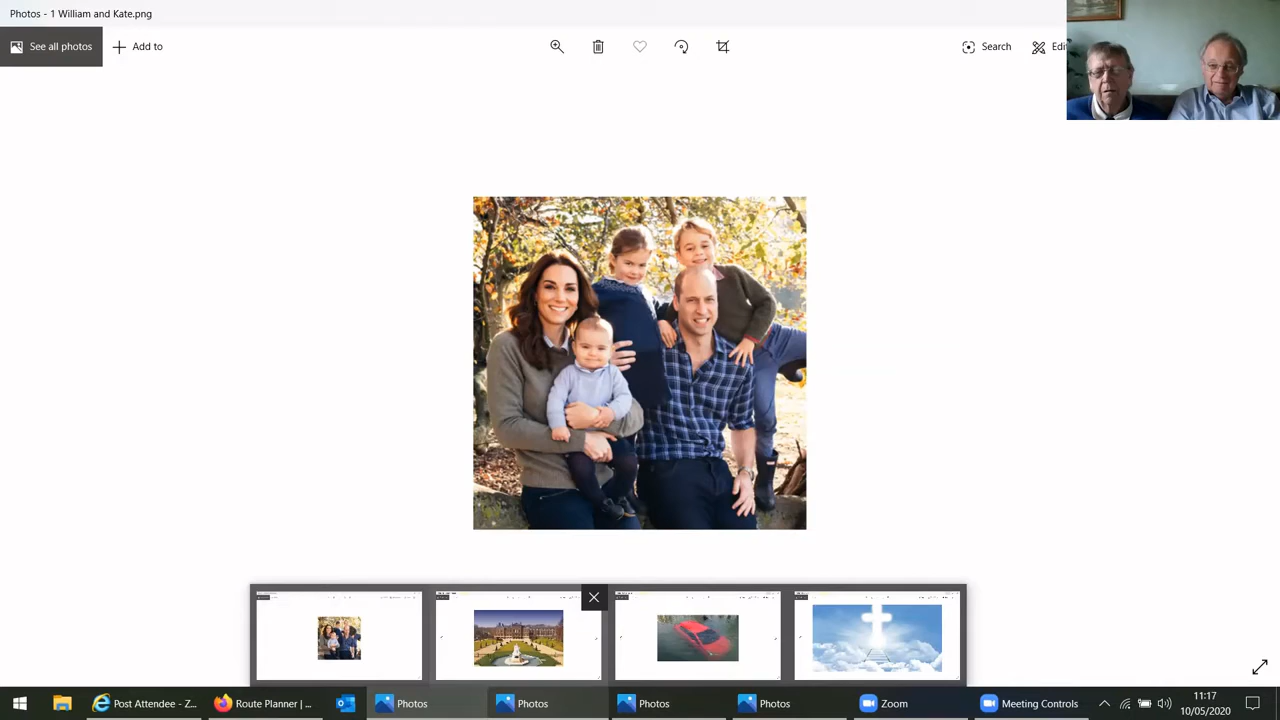 Photos - 1 William and Kate.png
See all photos
Add to
Search
Post Attendee - Z...
Route Planner | ...
Photos
Photos
Photos
Photos
Zoom
Meeting Controls
11:17
10/05/2020